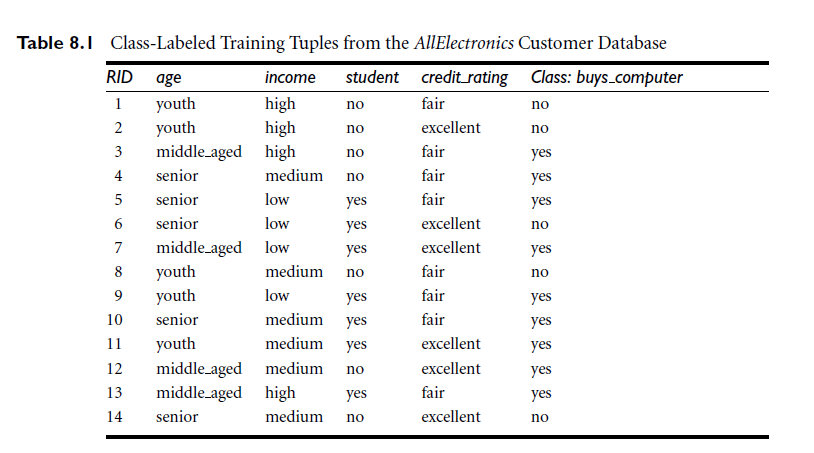 Table 8.1 Class-Labeled Training Tuples from the AllElectronics Customer Database
RID age income student credit_rating Class: buys_computer
1 youth high no fair no
2 youth high no excellent no
3 middle_aged high no fair yes
4 senior medium no fair yes
5 senior low yes fair yes
6 senior low yes excellent no
7 middle_aged low yes excellent yes
8 youth medium no fair no
9 youth low yes fair yes
10 senior medium yes fair yes
11 youth medium yes excellent yes
12 middle_aged medium no excellent yes
13 middle_aged high yes fair yes
14 senior medium no excellent no